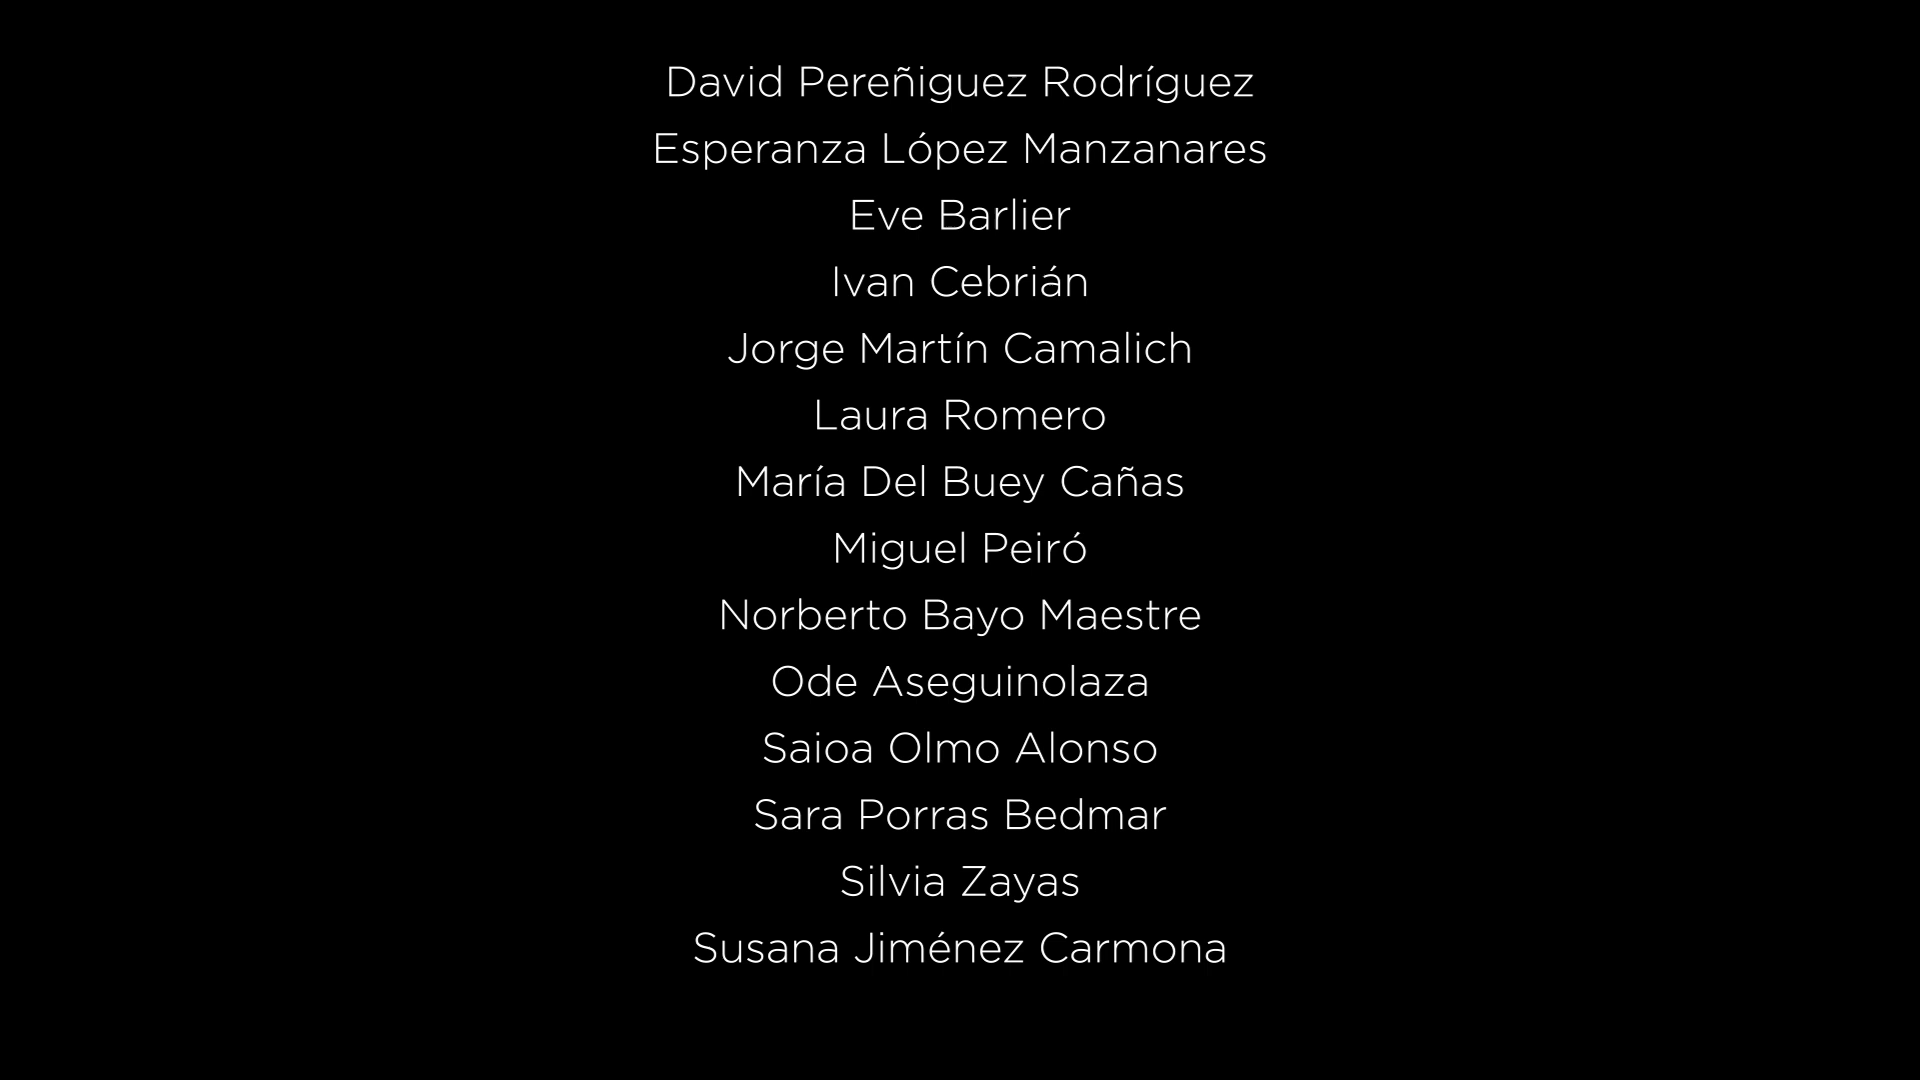 David Pereñiguez Rodríguez
Esperanza López Manzanares
Eve Barlier
Ivan Cebrián
Jorge Martín Camalich
Laura Romero
María Del Buey Cañas
Miguel Peiró
Norberto Bayo Maestre
Ode Aseguinolaza
Saioa Olmo Alonso
Sara Porras Bedmar
Silvia Zayas
Susana Jiménez Carmona